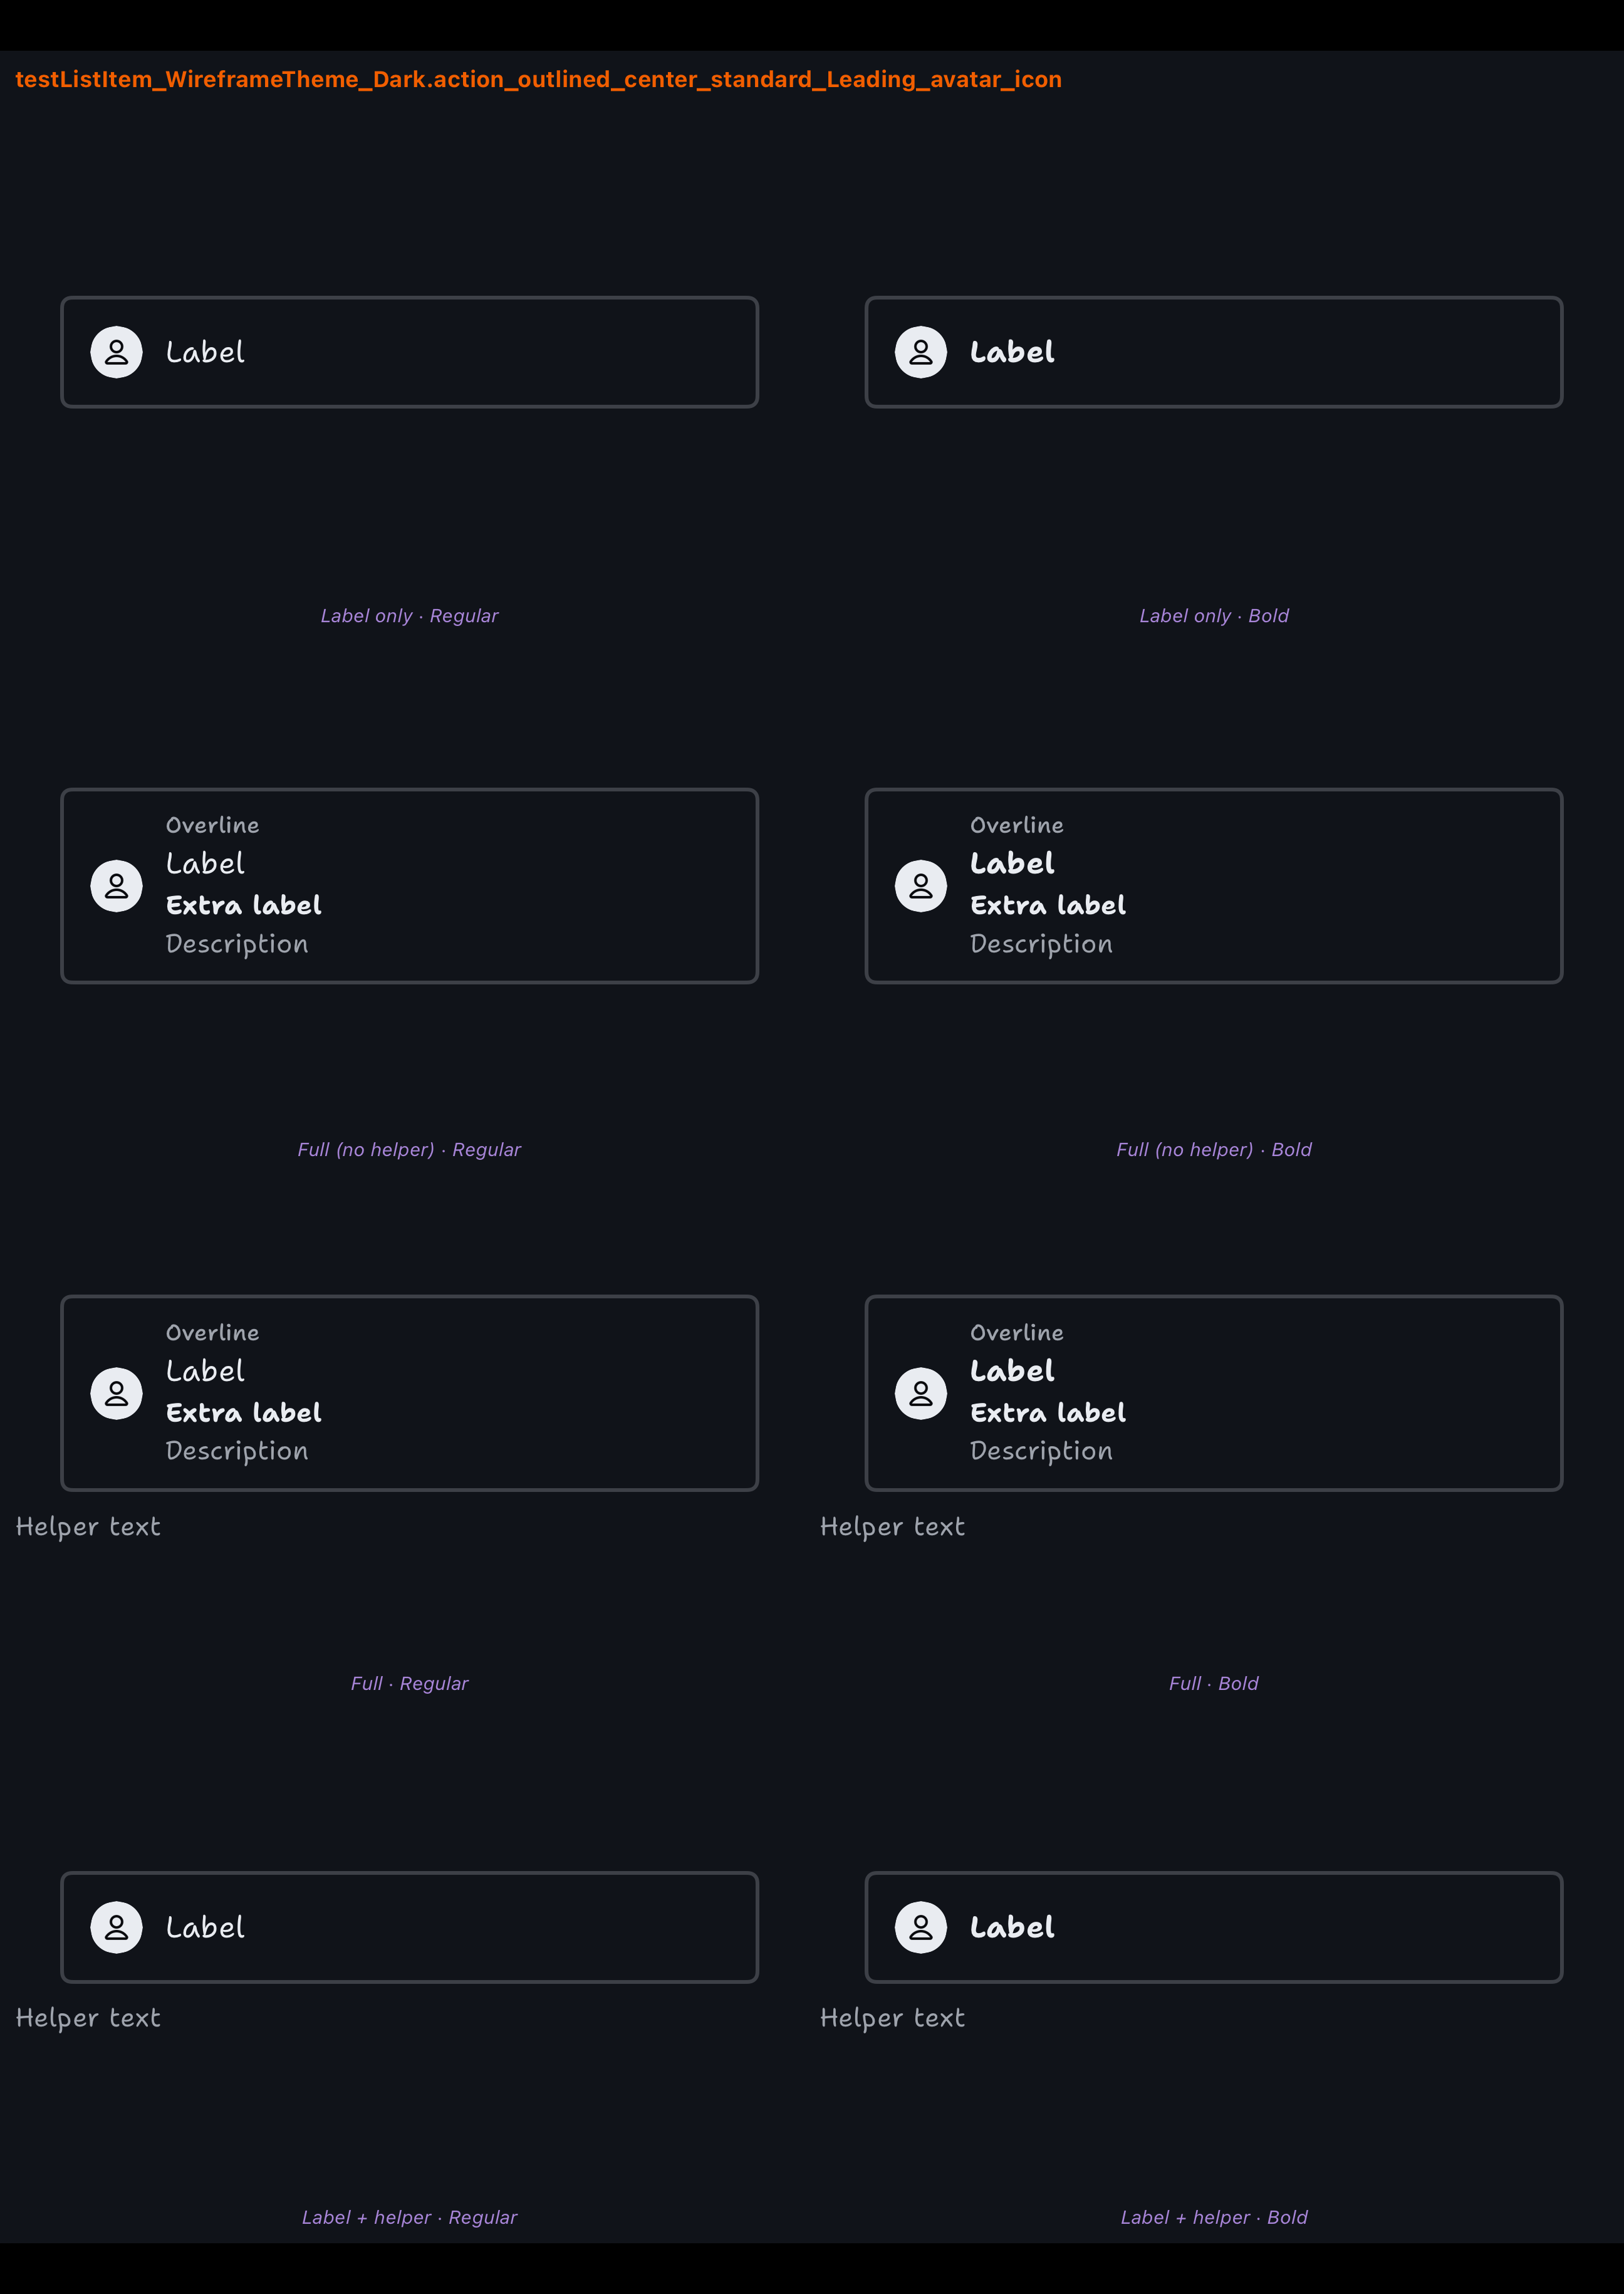 testListItem_WireframeTheme_Dark.action_outlined_center_standard_Leading_avatar_icon
Label
Label
Label only · Regular
Label only · Bold
Overline
Label
Extra label
Description
Overline
Label
Extra label
Description
Full (no helper) · Regular
Full (no helper) · Bold
Overline
Label
Extra label
Description
Helper text
Overline
Label
Extra label
Description
Helper text
Full · Regular
Full · Bold
Label
Helper text
Label
Helper text
Label + helper · Regular
Label + helper · Bold